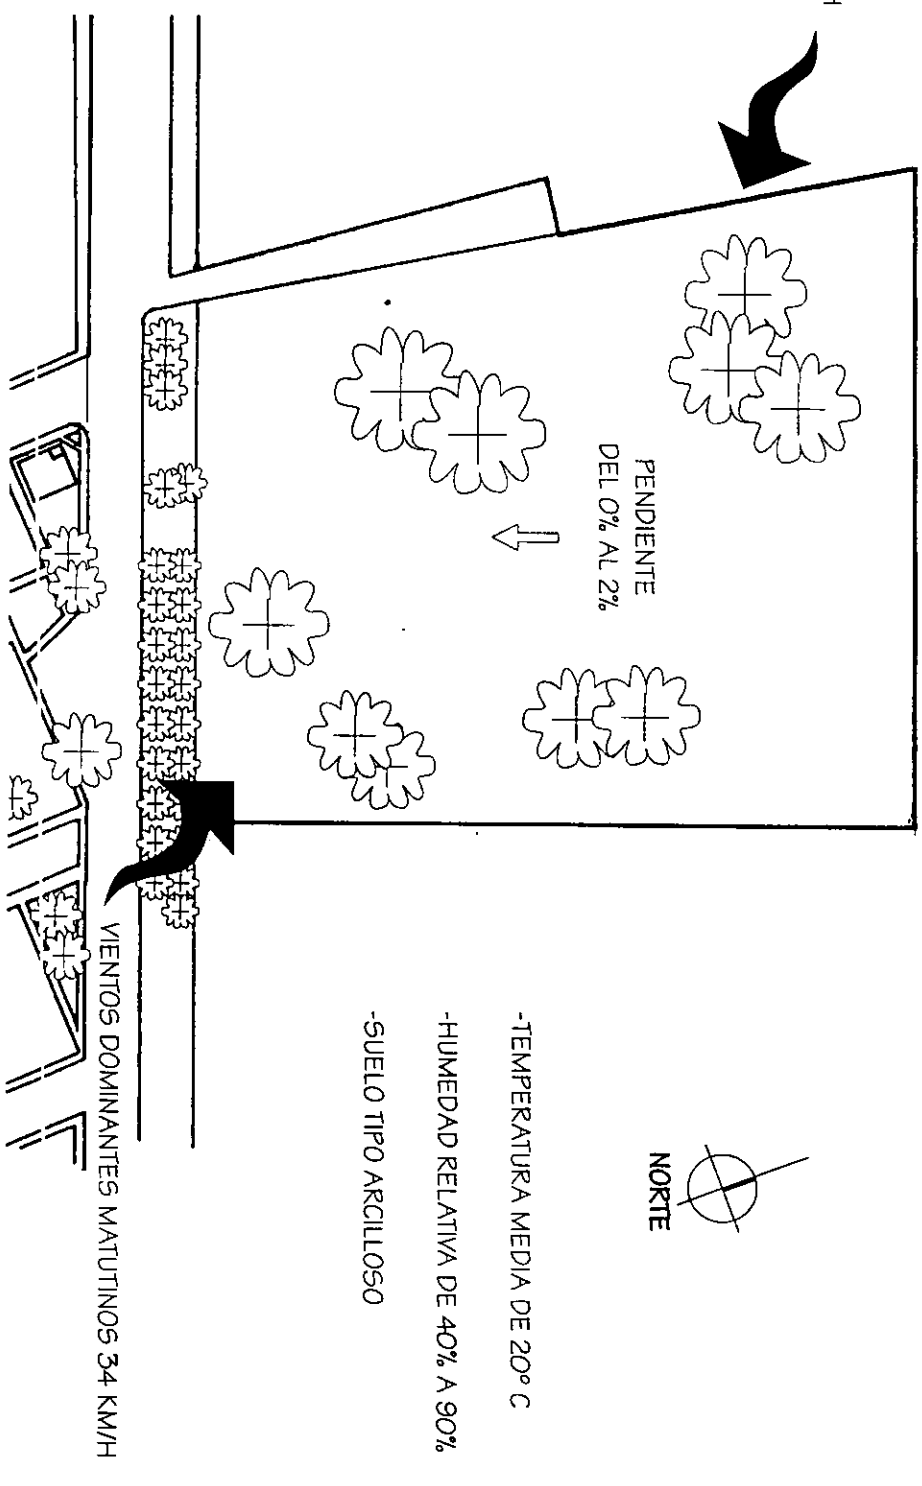 H
NORTE
PENDIENTE
DEL 0% AL 2%
-TEMPERATURA MEDIA DE 20° C
-HUMEDAD RELATIVA DE 40% A 90%
-SUELO TIPO ARCILLOSO
VIENTOS DOMINANTES MATUTINOS 34 KM/H